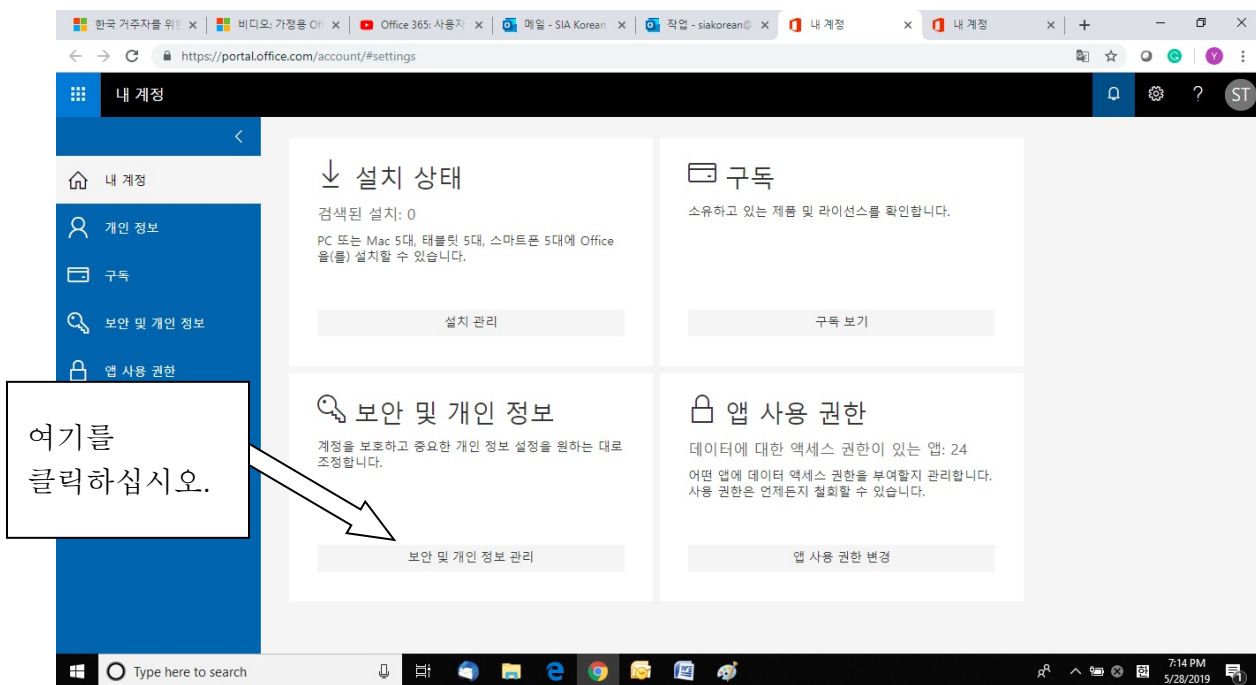 한국 거주자를 위한
비디오: 가정용 Off
Office 365: 사용자
메일 - SIA Korean
작업 - siakorean@
내 계정
내 계정
https://portal.office.com/account/#settings
Y
내 계정
?
ST
내 계정
개인 정보
구독
보안 및 개인 정보
앱 사용 권한
설치 상태
검색된 설치: 0
PC 또는 Mac 5대, 태블릿 5대, 스마트폰 5대에 Office
을(를) 설치할 수 있습니다.
설치 관리
구독
소유하고 있는 제품 및 라이선스를 확인합니다.
구독 보기
여기를
클릭하십시오.
보안 및 개인 정보
계정을 보호하고 중요한 개인 정보 설정을 원하는 대로
조정합니다.
보안 및 개인 정보 관리
앱 사용 권한
데이터에 대한 액세스 권한이 있는 앱: 24
어떤 앱에 데이터 액세스 권한을 부여할지 관리합니다.
사용 권한은 언제든지 철회할 수 있습니다.
앱 사용 권한 변경
Type here to search
한
7:14 PM
5/28/2019